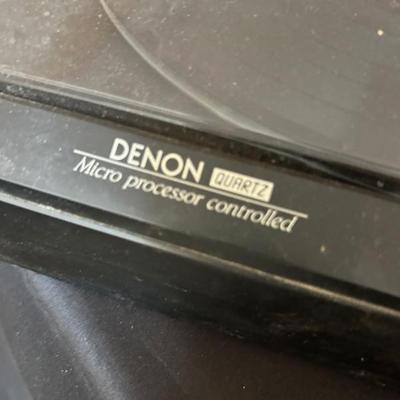 DENON QUARTZ
Micro processor controlled